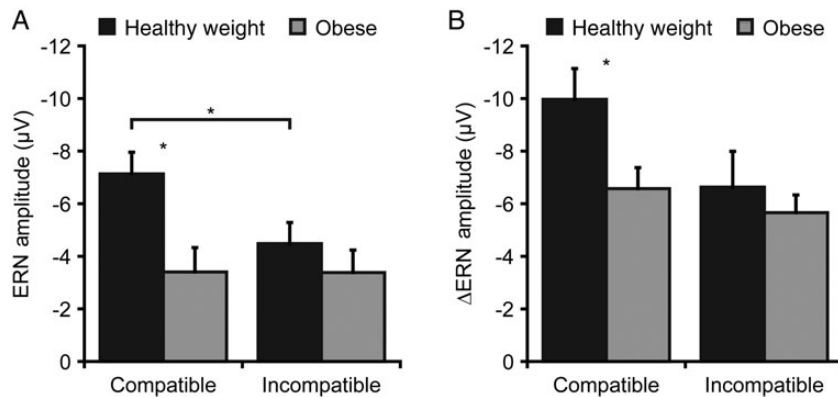 A
Healthy weight Obese
-12
-10
-8
-6
-4
-2
0
ERN amplitude (μV)
*
*
Compatible Incompatible
B
Healthy weight Obese
-12
-10
-8
-6
-4
-2
0
ΔERN amplitude (μV)
*
Compatible Incompatible